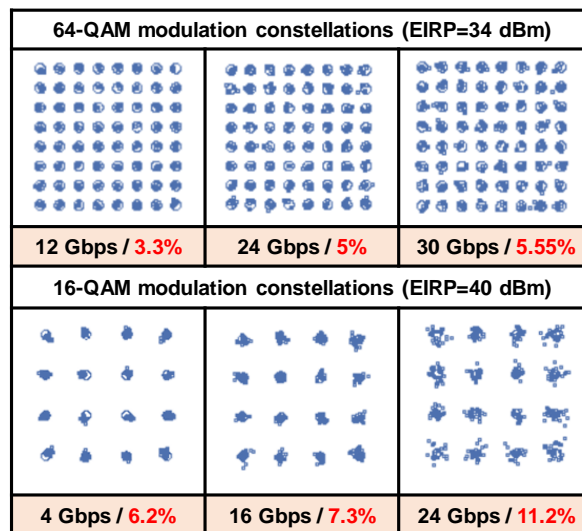 64-QAM modulation constellations (EIRP=34 dBm)
12 Gbps / 3.3%
24 Gbps / 5%
30 Gbps / 5.55%
16-QAM modulation constellations (EIRP=40 dBm)
4 Gbps / 6.2%
16 Gbps / 7.3%
24 Gbps / 11.2%